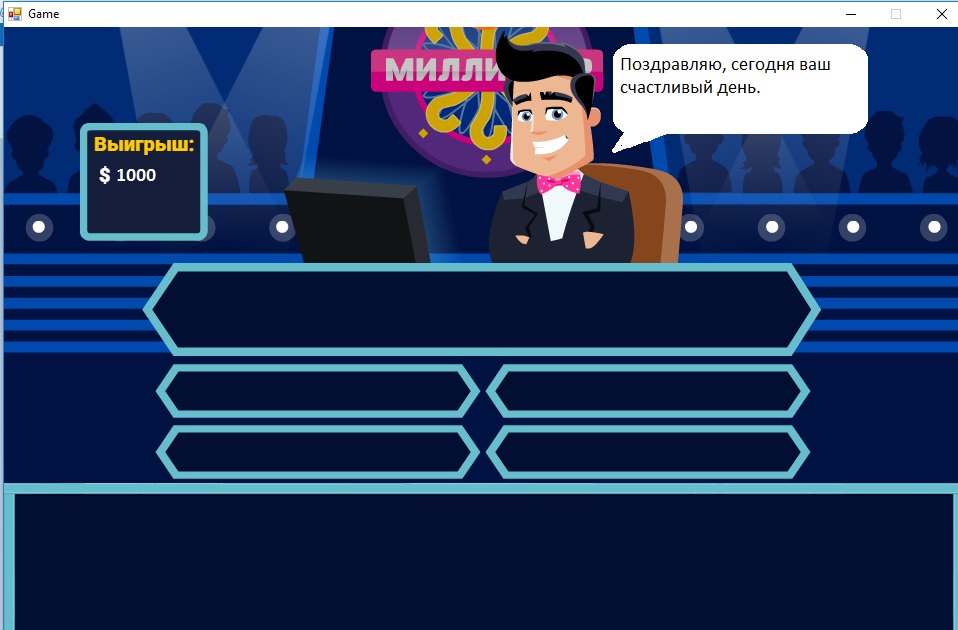 Game
МИЛЛИ
Поздравляю, сегодня ваш
счастливый день.
Выигрыш:
$ 1000